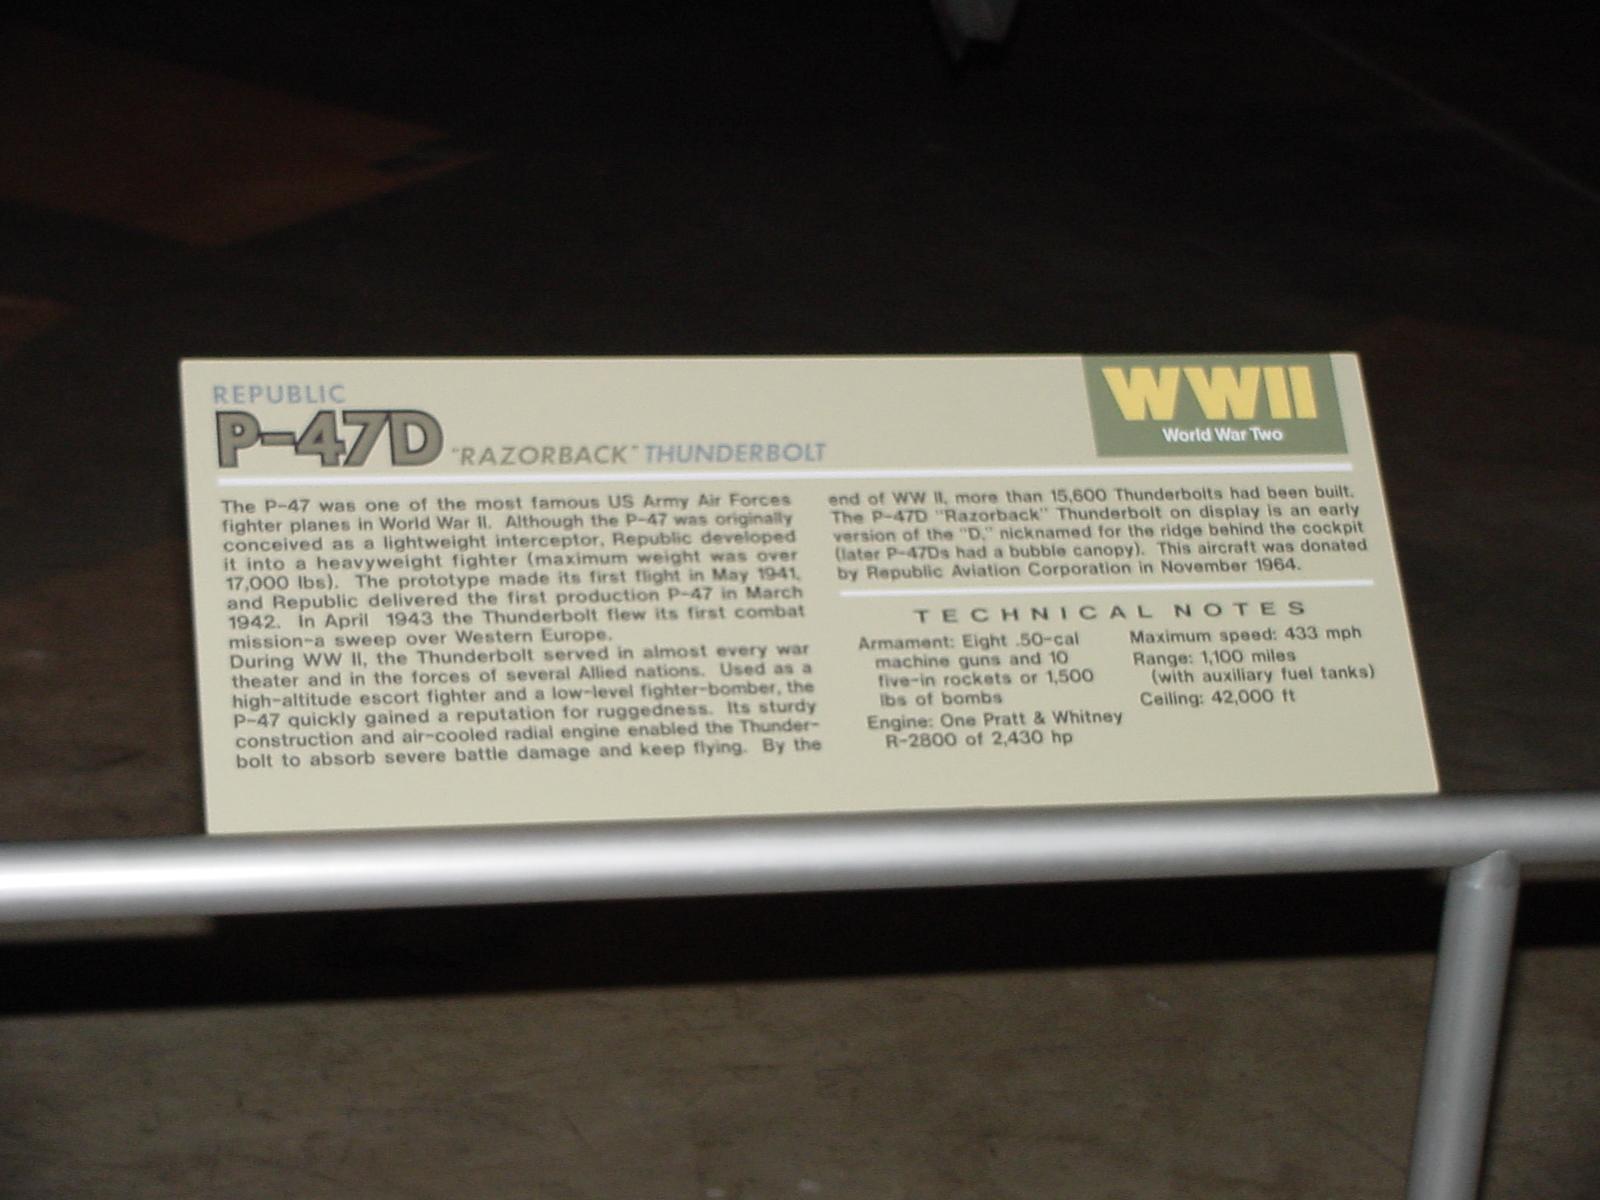 REPUBLIC
P-47D "RAZORBACK" THUNDERBOLT
WWII
World War Two
The P-47 was one of the most famous US Army Air Forces
fighter planes in World War II. Although the P-47 was originally
conceived as a lightweight interceptor, Republic developed
it into a heavyweight fighter (maximum weight was over
17,000 lbs). The prototype made its first flight in May 1941,
and Republic delivered the first production P-47 in March
1942. In April 1943 the Thunderbolt flew its first combat
mission-a sweep over Western Europe.
During WW II, the Thunderbolt served in almost every war
theater and in the forces of several Allied nations. Used as a
high-altitude escort fighter and a low-level fighter-bomber, the
P-47 quickly gained a reputation for ruggedness. Its sturdy
construction and air-cooled radial engine enabled the Thunder-
bolt to absorb severe battle damage and keep flying. By the
end of WW II, more than 15,600 Thunderbolts had been built.
The P-47D "Razorback" Thunderbolt on display is an early
version of the "D," nicknamed for the ridge behind the cockpit
(later P-47Ds had a bubble canopy). This aircraft was donated
by Republic Aviation Corporation in November 1964.
TECHNICAL NOTES
Armament: Eight .50-cal
machine guns and 10
five-in rockets or 1,500
lbs of bombs
Engine: One Pratt & Whitney
R-2800 of 2,430 hp
Maximum speed: 433 mph
Range: 1,100 miles
(with auxiliary fuel tanks)
Ceiling: 42,000 ft